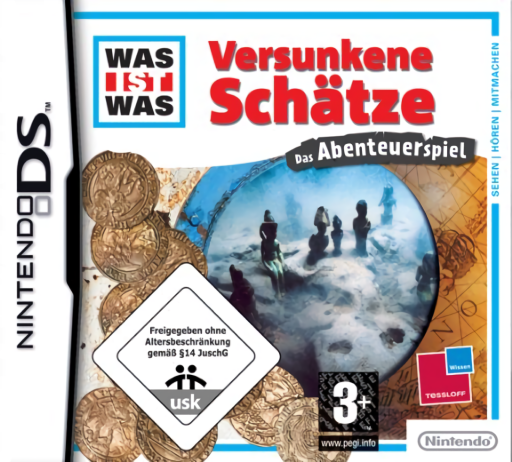 NINTENDO DS™
WAS
IST
WAS
Versunkene
Schätze
Das Abenteuerspiel
SEHEN | HÖREN | MITMACHEN
Freigegeben ohne
Altersbeschränkung
gemäß §14 JuschG
usk
3+
www.pegi.info
Wissen
TESSLOFF
Nintendo®